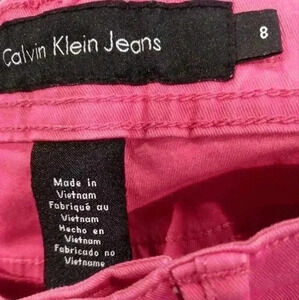 Calvin Klein Jeans
8
Made in
Vietnam
Fabriqué au
Vietnam
Hecho en
Vietnam
Fabricado no
Vietname